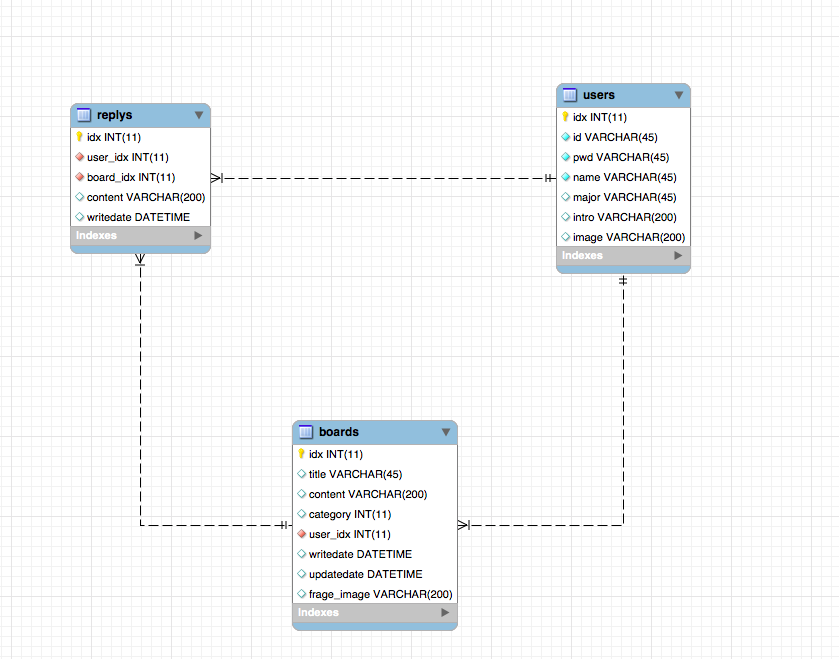 replys
idx INT(11)
user_idx INT(11)
board_idx INT(11)
content VARCHAR(200)
writedate DATETIME
Indexes
users
idx INT(11)
id VARCHAR(45)
pwd VARCHAR(45)
name VARCHAR(45)
major VARCHAR(45)
intro VARCHAR(200)
image VARCHAR(200)
Indexes
boards
idx INT(11)
title VARCHAR(45)
content VARCHAR(200)
category INT(11)
user_idx INT(11)
writedate DATETIME
updatedate DATETIME
frage_image VARCHAR(200)
Indexes